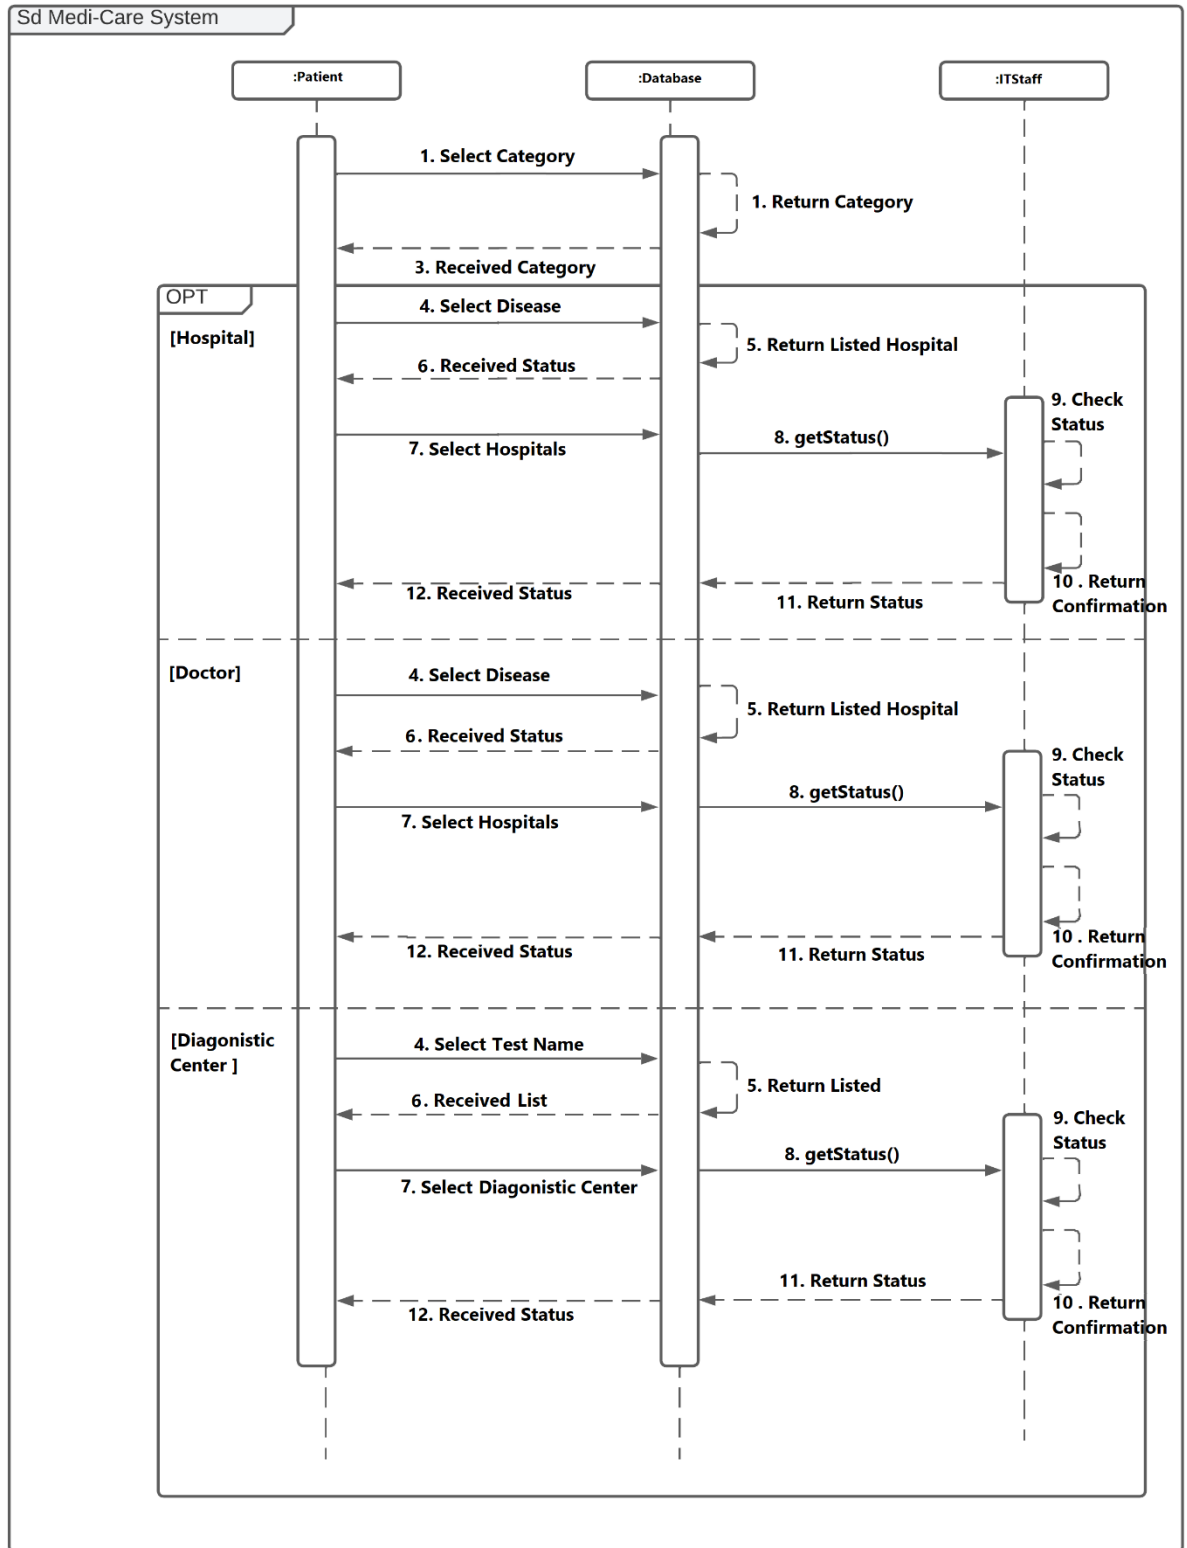 Sd Medi-Care System
:Patient
:Database
:ITStaff
1. Select Category
1. Return Category
3. Received Category
OPT
[Hospital]
4. Select Disease
5. Return Listed Hospital
6. Received Status
7. Select Hospitals
8. getStatus()
9. Check
Status
10 . Return
Confirmation
11. Return Status
12. Received Status
[Doctor]
4. Select Disease
5. Return Listed Hospital
6. Received Status
7. Select Hospitals
8. getStatus()
9. Check
Status
10 . Return
Confirmation
11. Return Status
12. Received Status
[Diagonistic
Center ]
4. Select Test Name
5. Return Listed
6. Received List
7. Select Diagonistic Center
8. getStatus()
9. Check
Status
10 . Return
Confirmation
11. Return Status
12. Received Status